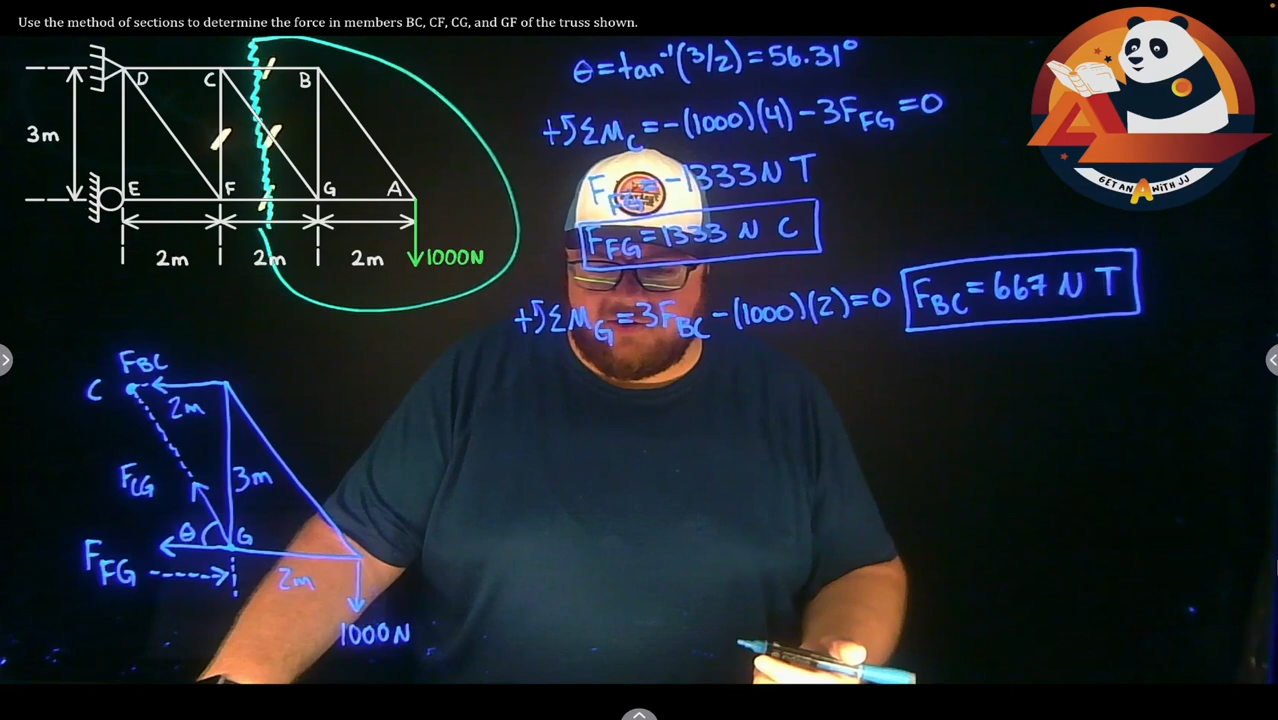 Use the method of sections to determine the force in members BC, CF, CG, and GF of the truss shown.
D C B
3m
E F G A
2m 2m 2m 1000N
θ = tan⁻¹(3/2) = 56.31°
+↺ΣM_C = -(1000)(4) - 3F_FG = 0
F_FG = -1333 N T
F_FG = 1333 N C
+↺ΣM_G = 3F_BC - (1000)(2) = 0
F_BC = 667 N T
F_BC
C
2m
F_CG
3m
θ G
F_FG
2m
1000N
GET AN A WITH JJ